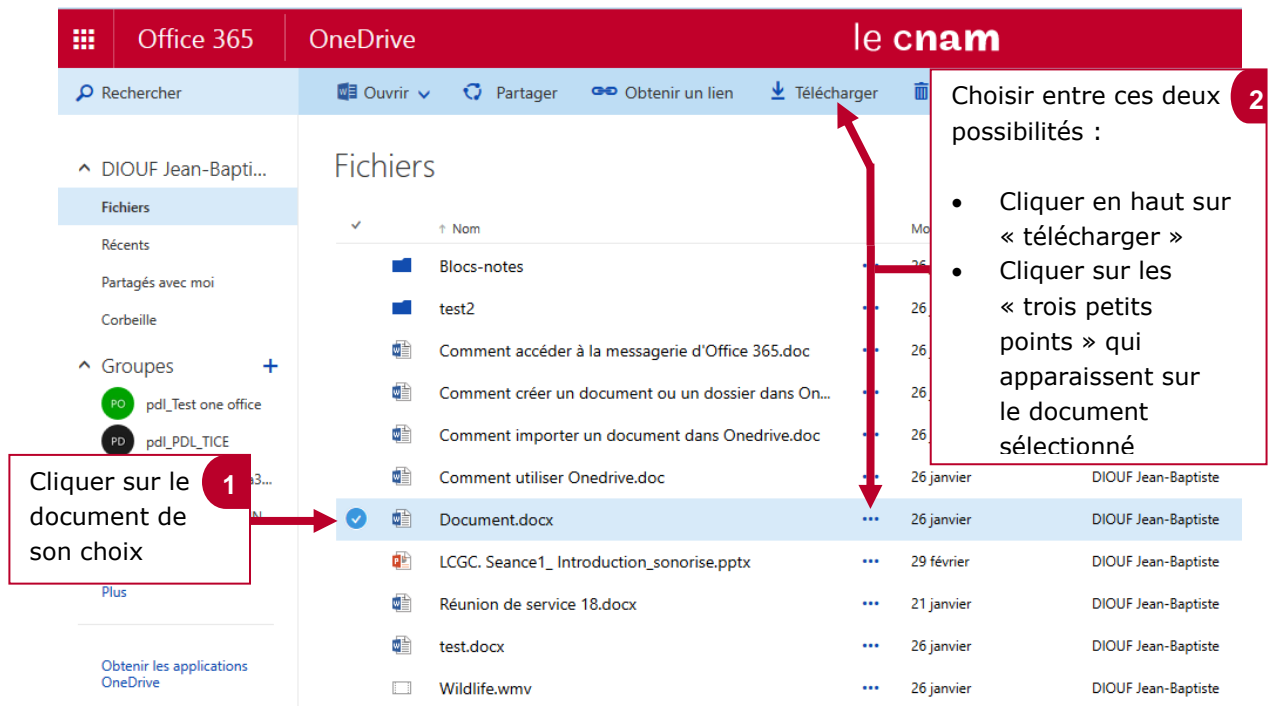 Office 365
OneDrive
le cnam
Rechercher
Ouvrir
Partager
Obtenir un lien
Télécharger
DIOUF Jean-Bapti...
Fichiers
Récents
Partagés avec moi
Corbeille
Groupes +
PO pdl_Test one office
PD pdl_PDL_TICE
a3...
N
Plus
Obtenir les applications
OneDrive
Fichiers
Nom
Mo
Blocs-notes ... 26
test2 ... 26 j
Comment accéder à la messagerie d'Office 365.doc ... 26 j
Comment créer un document ou un dossier dans On... ... 26
Comment importer un document dans Onedrive.doc ... 26 j
Comment utiliser Onedrive.doc 26 janvier DIOUF Jean-Baptiste
Document.docx ... 26 janvier DIOUF Jean-Baptiste
LCGC. Seance1_ Introduction_sonorise.pptx ... 29 février DIOUF Jean-Baptiste
Réunion de service 18.docx ... 21 janvier DIOUF Jean-Baptiste
test.docx ... 26 janvier DIOUF Jean-Baptiste
Wildlife.wmv ... 26 janvier DIOUF Jean-Baptiste
1
Cliquer sur le
document de
son choix
2
Choisir entre ces deux
possibilités :
• Cliquer en haut sur
« télécharger »
• Cliquer sur les
« trois petits
points » qui
apparaissent sur
le document
sélectionné